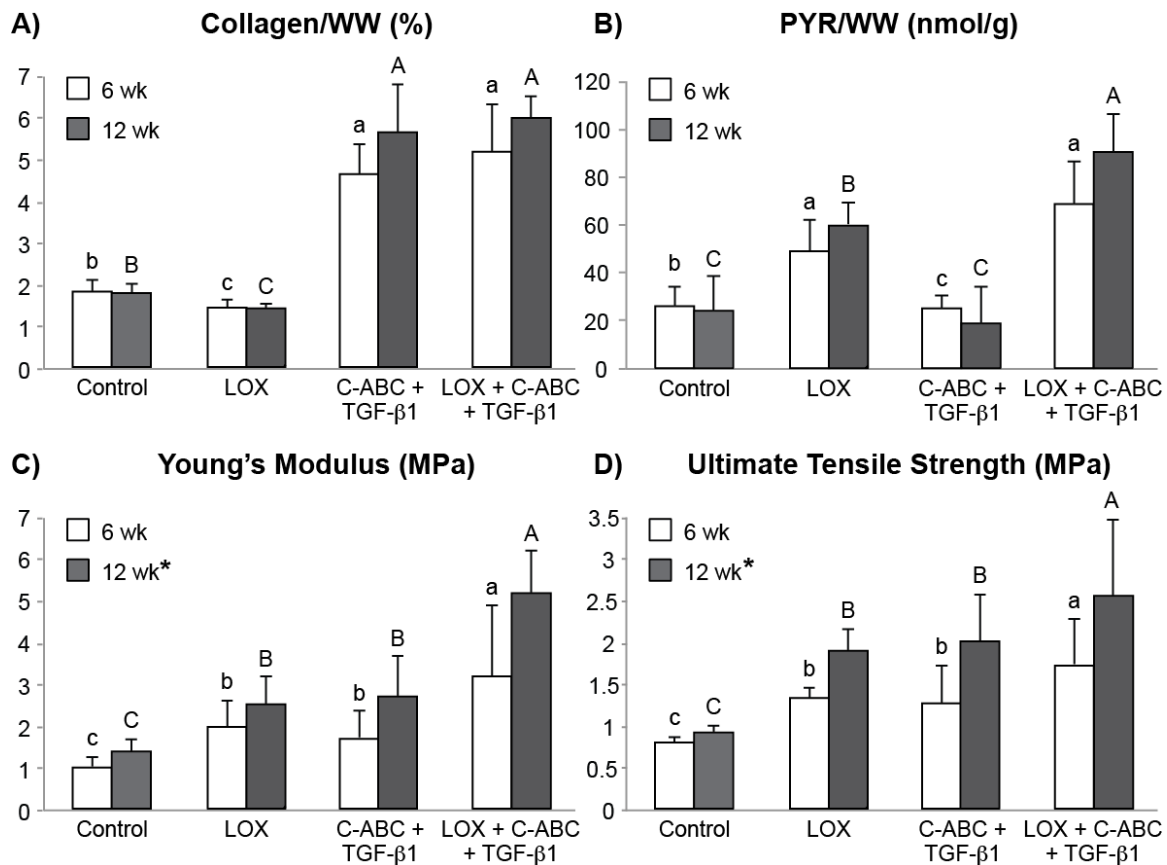 A) Collagen/WW (%)
7
6
5
4
3
2
1
0
6 wk
12 wk
b
B
c
C
a
A
a
A
Control
LOX
C-ABC +
TGF-β1
LOX + C-ABC
+ TGF-β1
B) PYR/WW (nmol/g)
120
100
80
60
40
20
0
6 wk
12 wk
b
C
a
B
c
C
a
A
Control
LOX
C-ABC +
TGF-β1
LOX + C-ABC
+ TGF-β1
C) Young's Modulus (MPa)
7
6
5
4
3
2
1
0
6 wk
12 wk*
c
C
b
B
b
B
a
A
Control
LOX
C-ABC +
TGF-β1
LOX + C-ABC
+ TGF-β1
D) Ultimate Tensile Strength (MPa)
3.5
3
2.5
2
1.5
1
0.5
0
6 wk
12 wk*
c
C
b
B
b
B
a
A
Control
LOX
C-ABC +
TGF-β1
LOX + C-ABC
+ TGF-β1